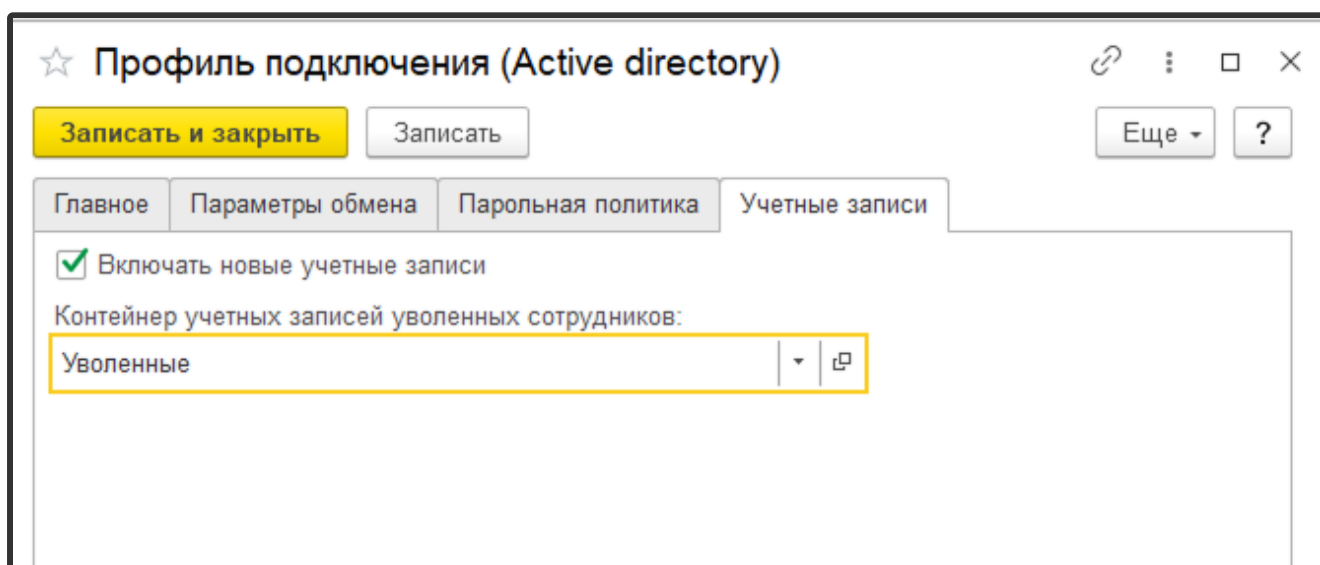 Профиль подключения (Active directory)
Записать и закрыть Записать Еще ?
Главное Параметры обмена Парольная политика Учетные записи
Включать новые учетные записи
Контейнер учетных записей уволенных сотрудников:
Уволенные